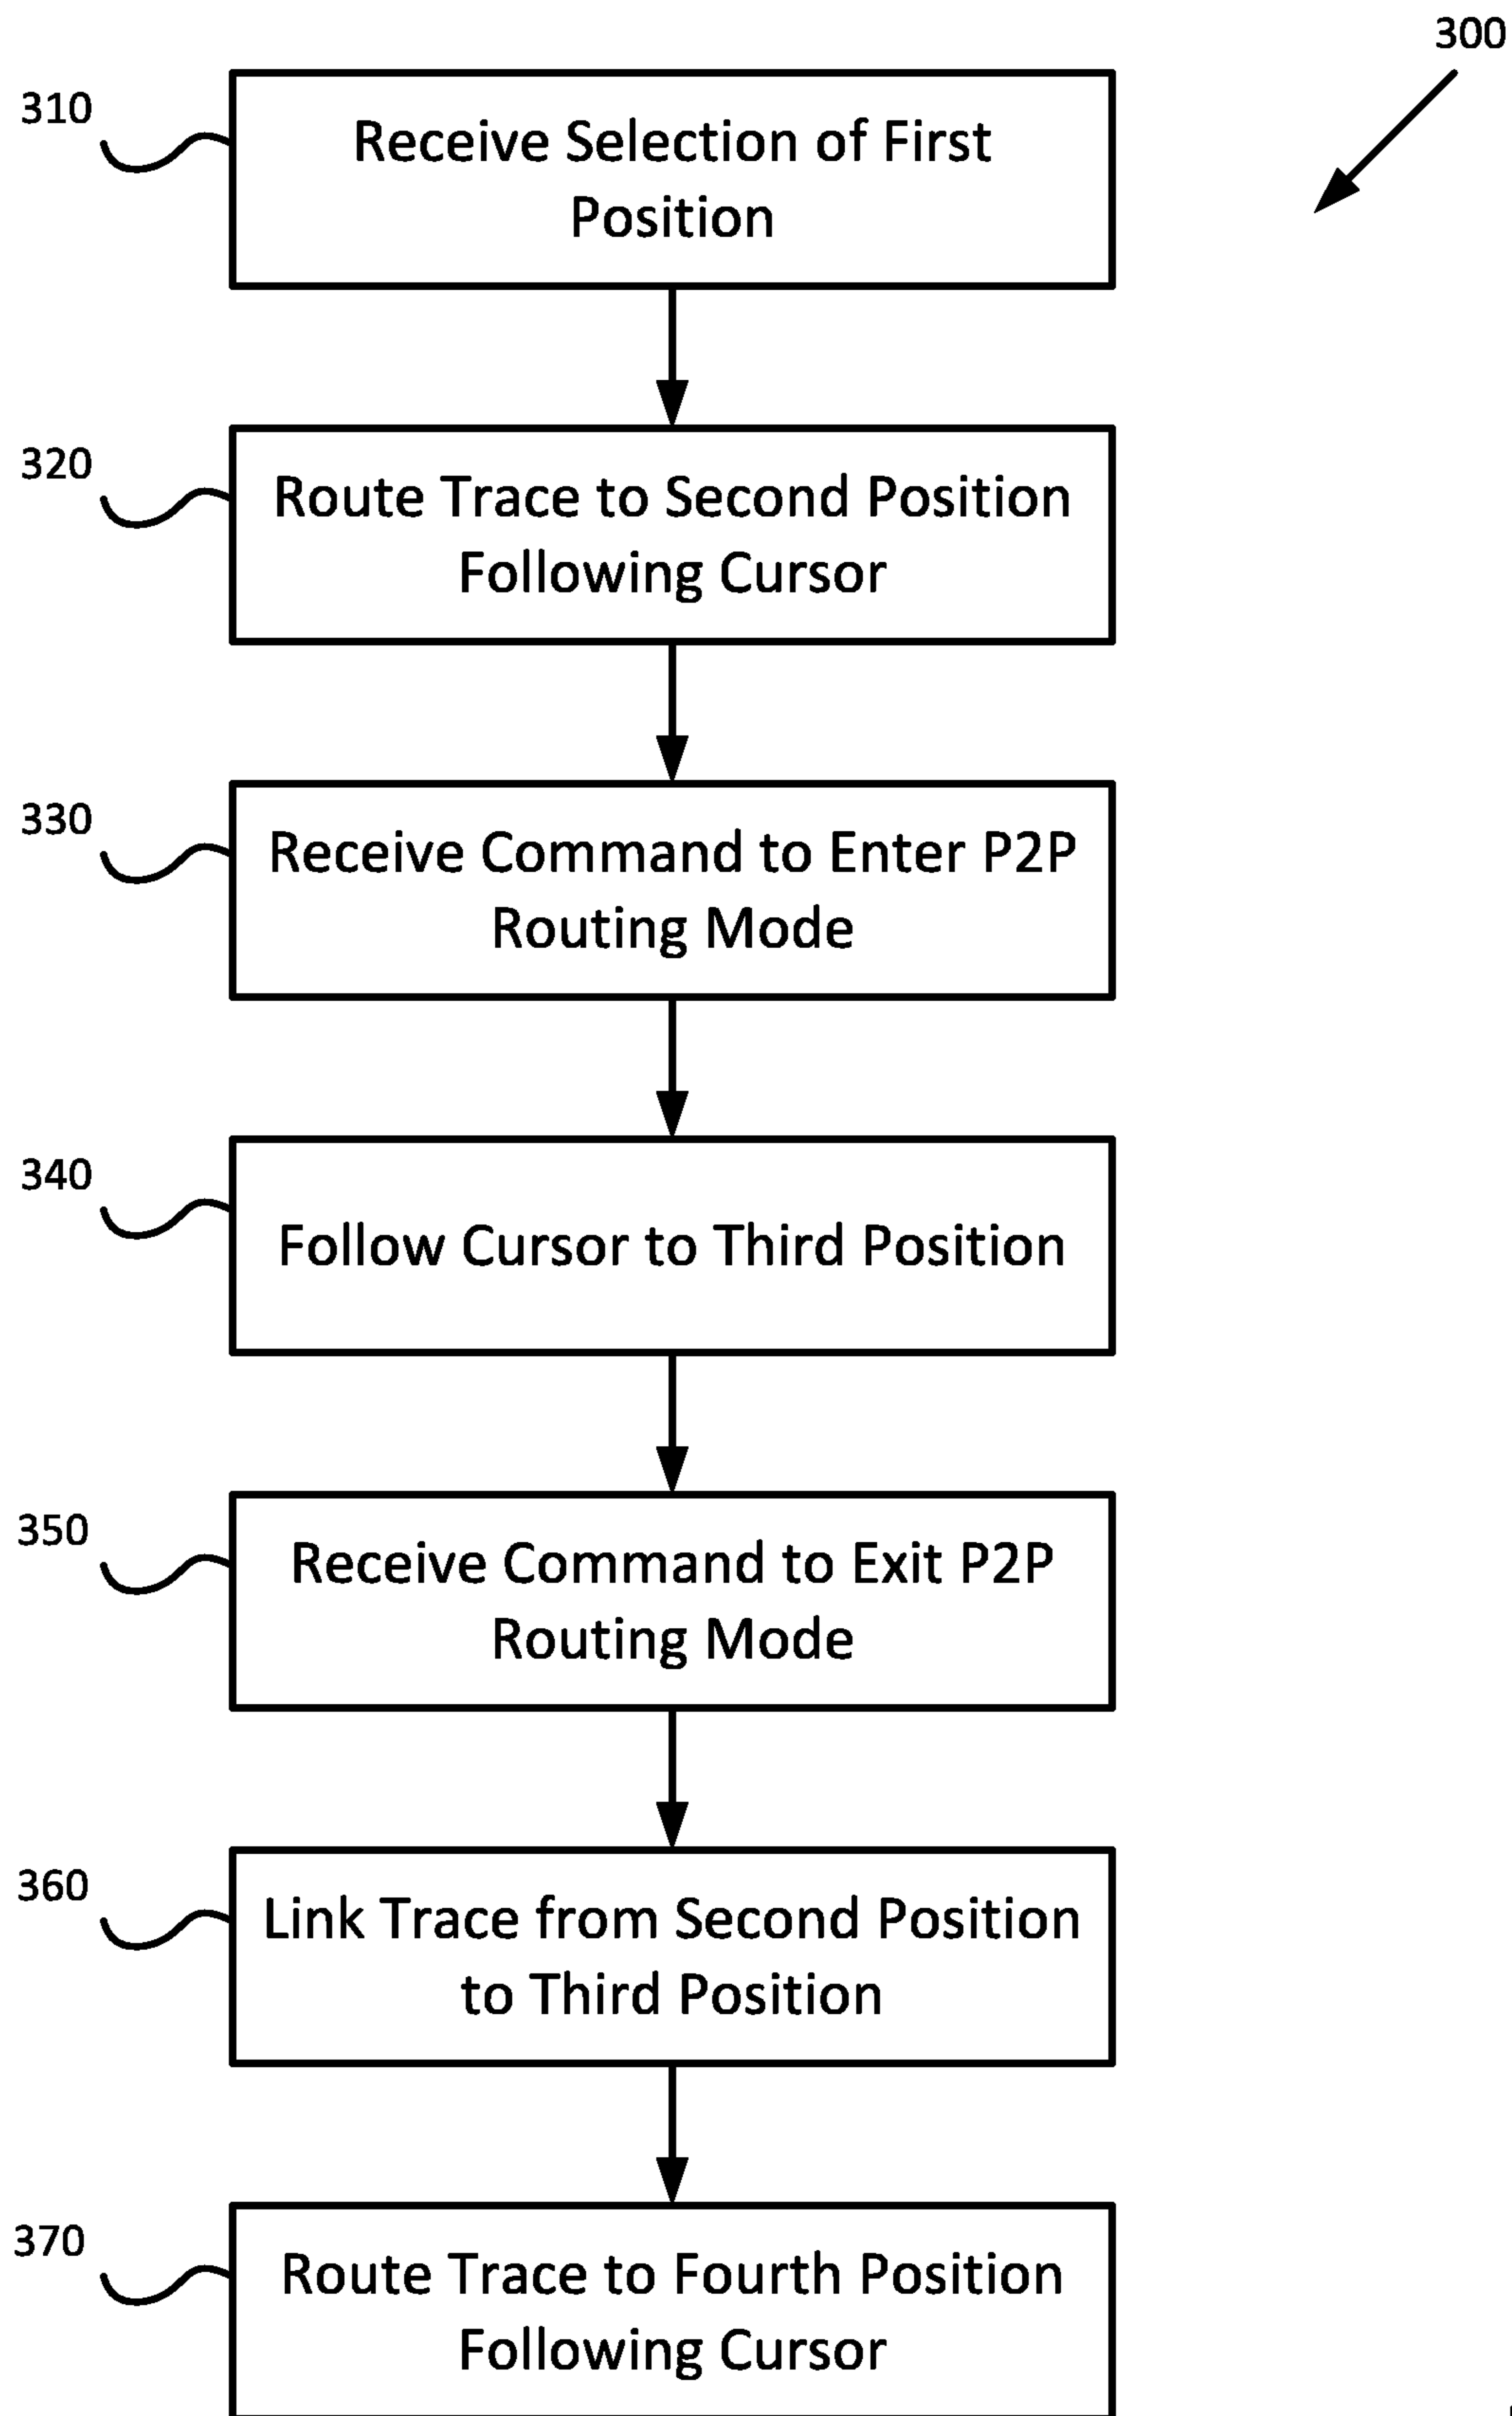 300
310
Receive Selection of First
Position
320
Route Trace to Second Position
Following Cursor
330
Receive Command to Enter P2P
Routing Mode
340
Follow Cursor to Third Position
350
Receive Command to Exit P2P
Routing Mode
360
Link Trace from Second Position
to Third Position
370
Route Trace to Fourth Position
Following Cursor